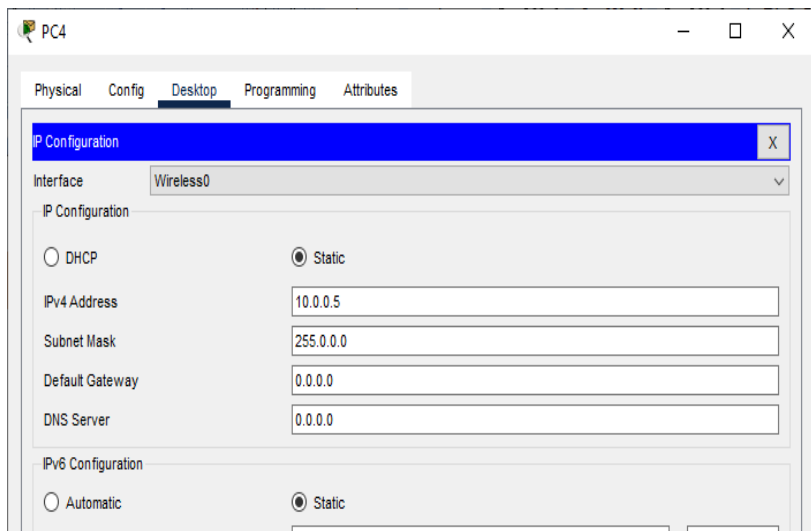 PC4
Physical Config Desktop Programming Attributes
IP Configuration X
Interface Wireless0
IP Configuration
DHCP Static
IPv4 Address 10.0.0.5
Subnet Mask 255.0.0.0
Default Gateway 0.0.0.0
DNS Server 0.0.0.0
IPv6 Configuration
Automatic Static